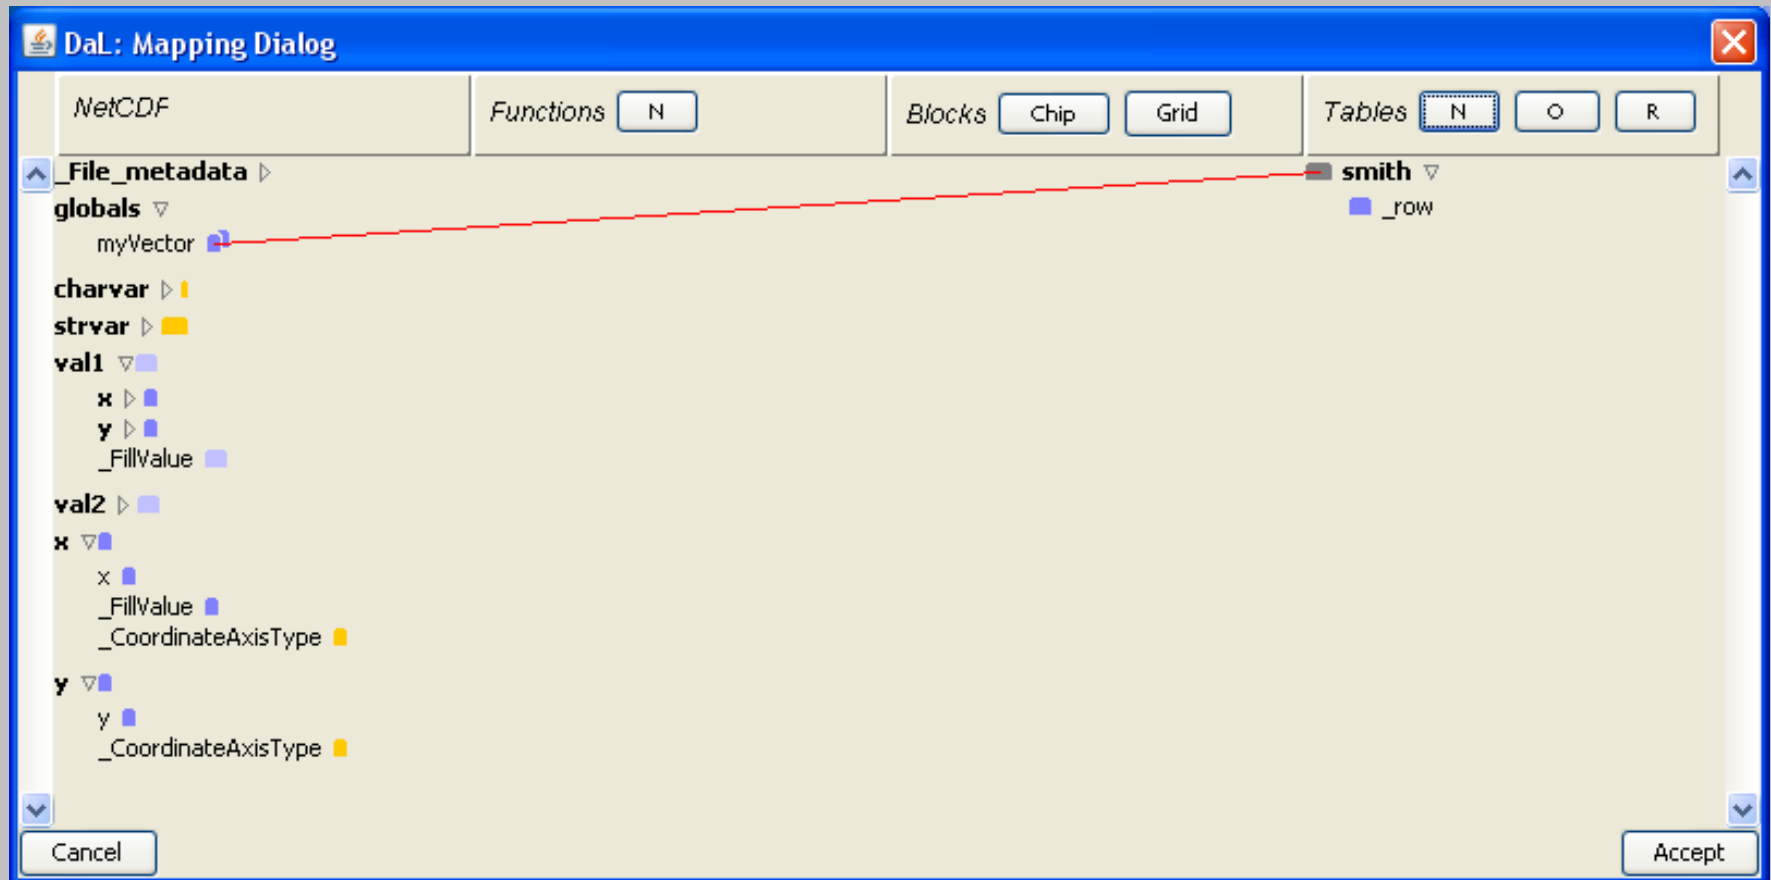 DaL: Mapping Dialog
NetCDF
Functions N
Blocks Chip Grid
Tables N O R
_File_metadata
smith
globals
_row
myVector
charvar
strvar
val1
x
y
_FillValue
val2
x
x
_FillValue
_CoordinateAxisType
y
y
_CoordinateAxisType
Cancel
Accept